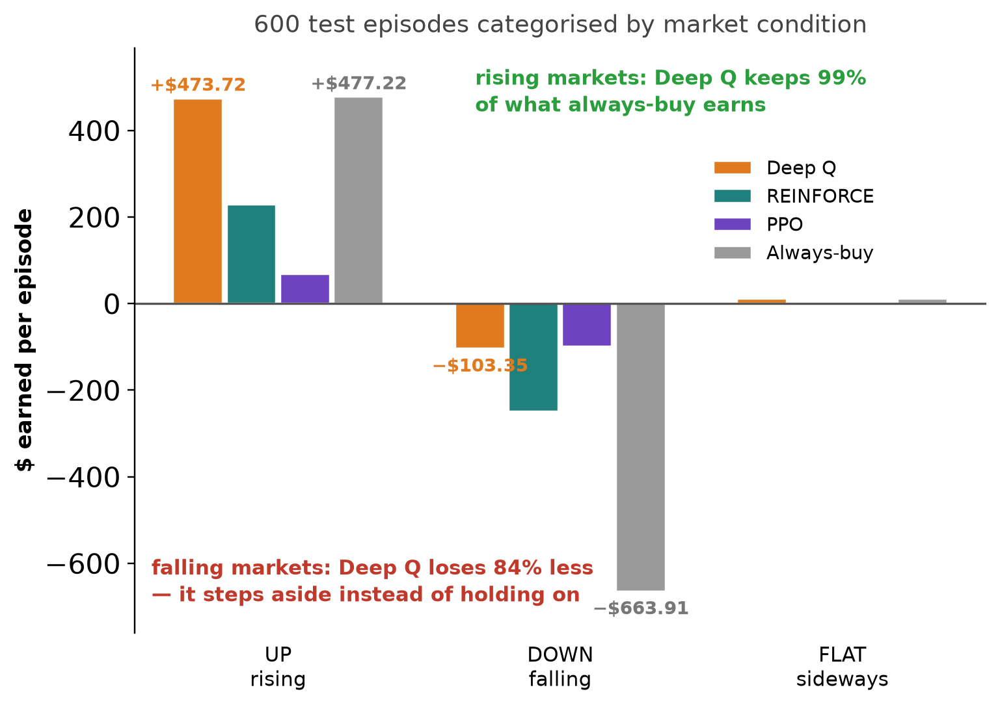 600 test episodes categorised by market condition
+$473.72
+$477.22
rising markets: Deep Q keeps 99%
of what always-buy earns
Deep Q
REINFORCE
PPO
Always-buy
$ earned per episode
400
200
0
−200
−400
−600
−$103.35
falling markets: Deep Q loses 84% less
— it steps aside instead of holding on
−$663.91
UP
rising
DOWN
falling
FLAT
sideways